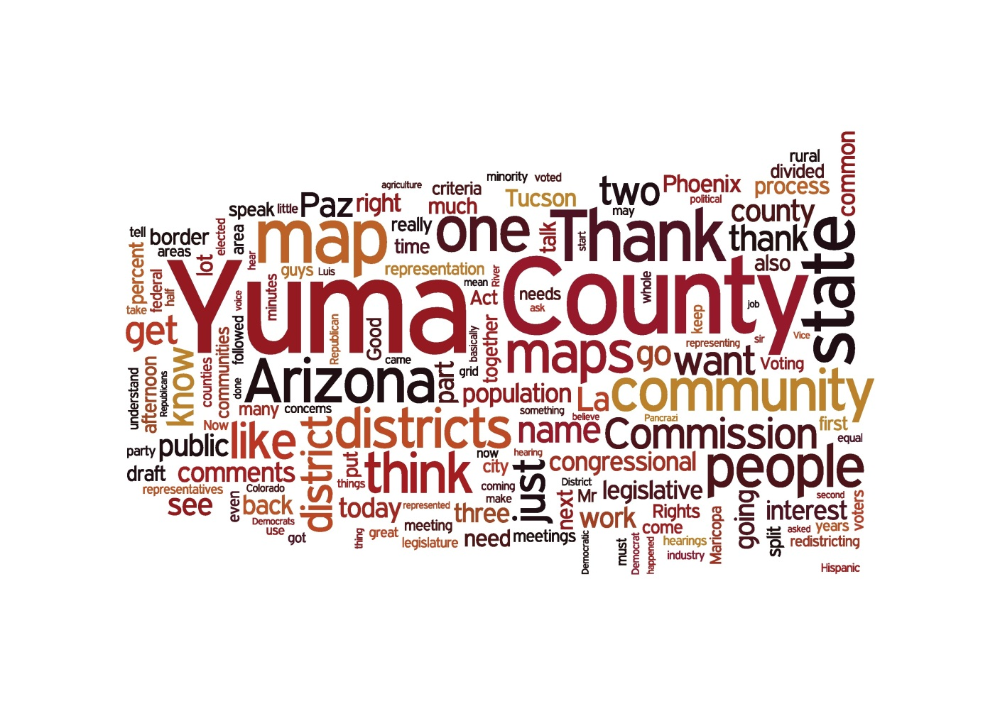 rural
common
divided
minority
voted
agriculture
criteria
two
Phoenix
process
Tucson
political
speak
little
Paz
right
much
may
county
tell
border
elected
area
map
really
one
talk
start
Thank
thank
state
areas
time
percent
lot
hear
guys
Luis
representation
mean
River
also
federal
half
take
Yuma
voice
minutes
Act
needs
ask
County
whole
job
get
followed
Republican
Good
basically
together
keep
representing
sir
Vice
communities
came
maps
go
want
Voting
understand
afternoon
Republicans
know
counties
done
Arizona
part
grid
population
La
community
many
concerns
something
believe
Pancrazi
first
Now
like
district
districts
name
Commission
equal
party
public
put
think
now
hearing
people
draft
comments
things
city
just
congressional
representatives
Colorado
coming
District
Mr
legislative
second
see
even
back
today
represented
three
make
next
work
Rights
Maricopa
going
interest
voters
Democrats
use
got
thing
great
meeting
legislature
need
meetings
come
split
asked
years
Democratic
must
Democrat
happened
hearings
redistricting
industry
Hispanic